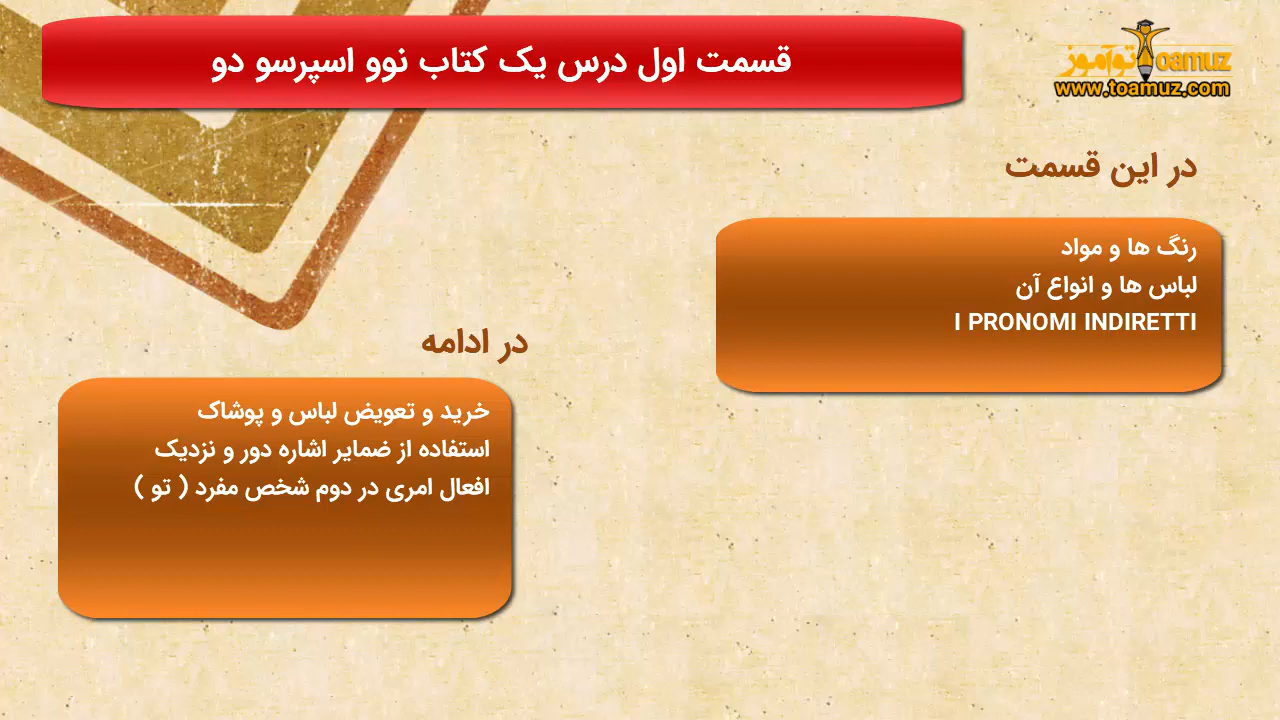 قسمت اول درس یک کتاب نوو اسپرسو دو
توآموز Toamuz
www.toamuz.com
در این قسمت
رنگ ها و مواد
لباس ها و انواع آن
I PRONOMI INDIRETTI
در ادامه
خرید و تعویض لباس و پوشاک
استفاده از ضمایر اشاره دور و نزدیک
افعال امری در دوم شخص مفرد ( تو )